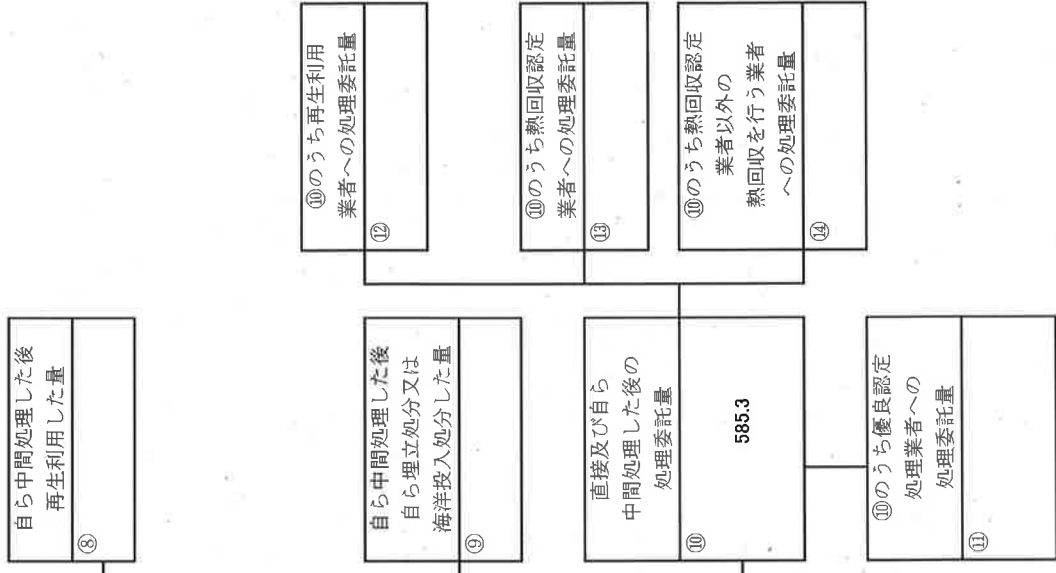 自ら中間処理した後
再生利用した量
⑧
自ら中間処理した後
自ら埋立処分又は
海洋投入処分した量
⑨
直接及び自ら
中間処理した後の
処理委託量
⑩
585.3
⑩のうち優良認定
処理業者への
処理委託量
⑪
⑩のうち再生利用
業者への処理委託量
⑫
⑩のうち熱回収認定
業者への処理委託量
⑬
⑩のうち熱回収認定
業者以外の
熱回収を行う業者
への処理委託量
⑭